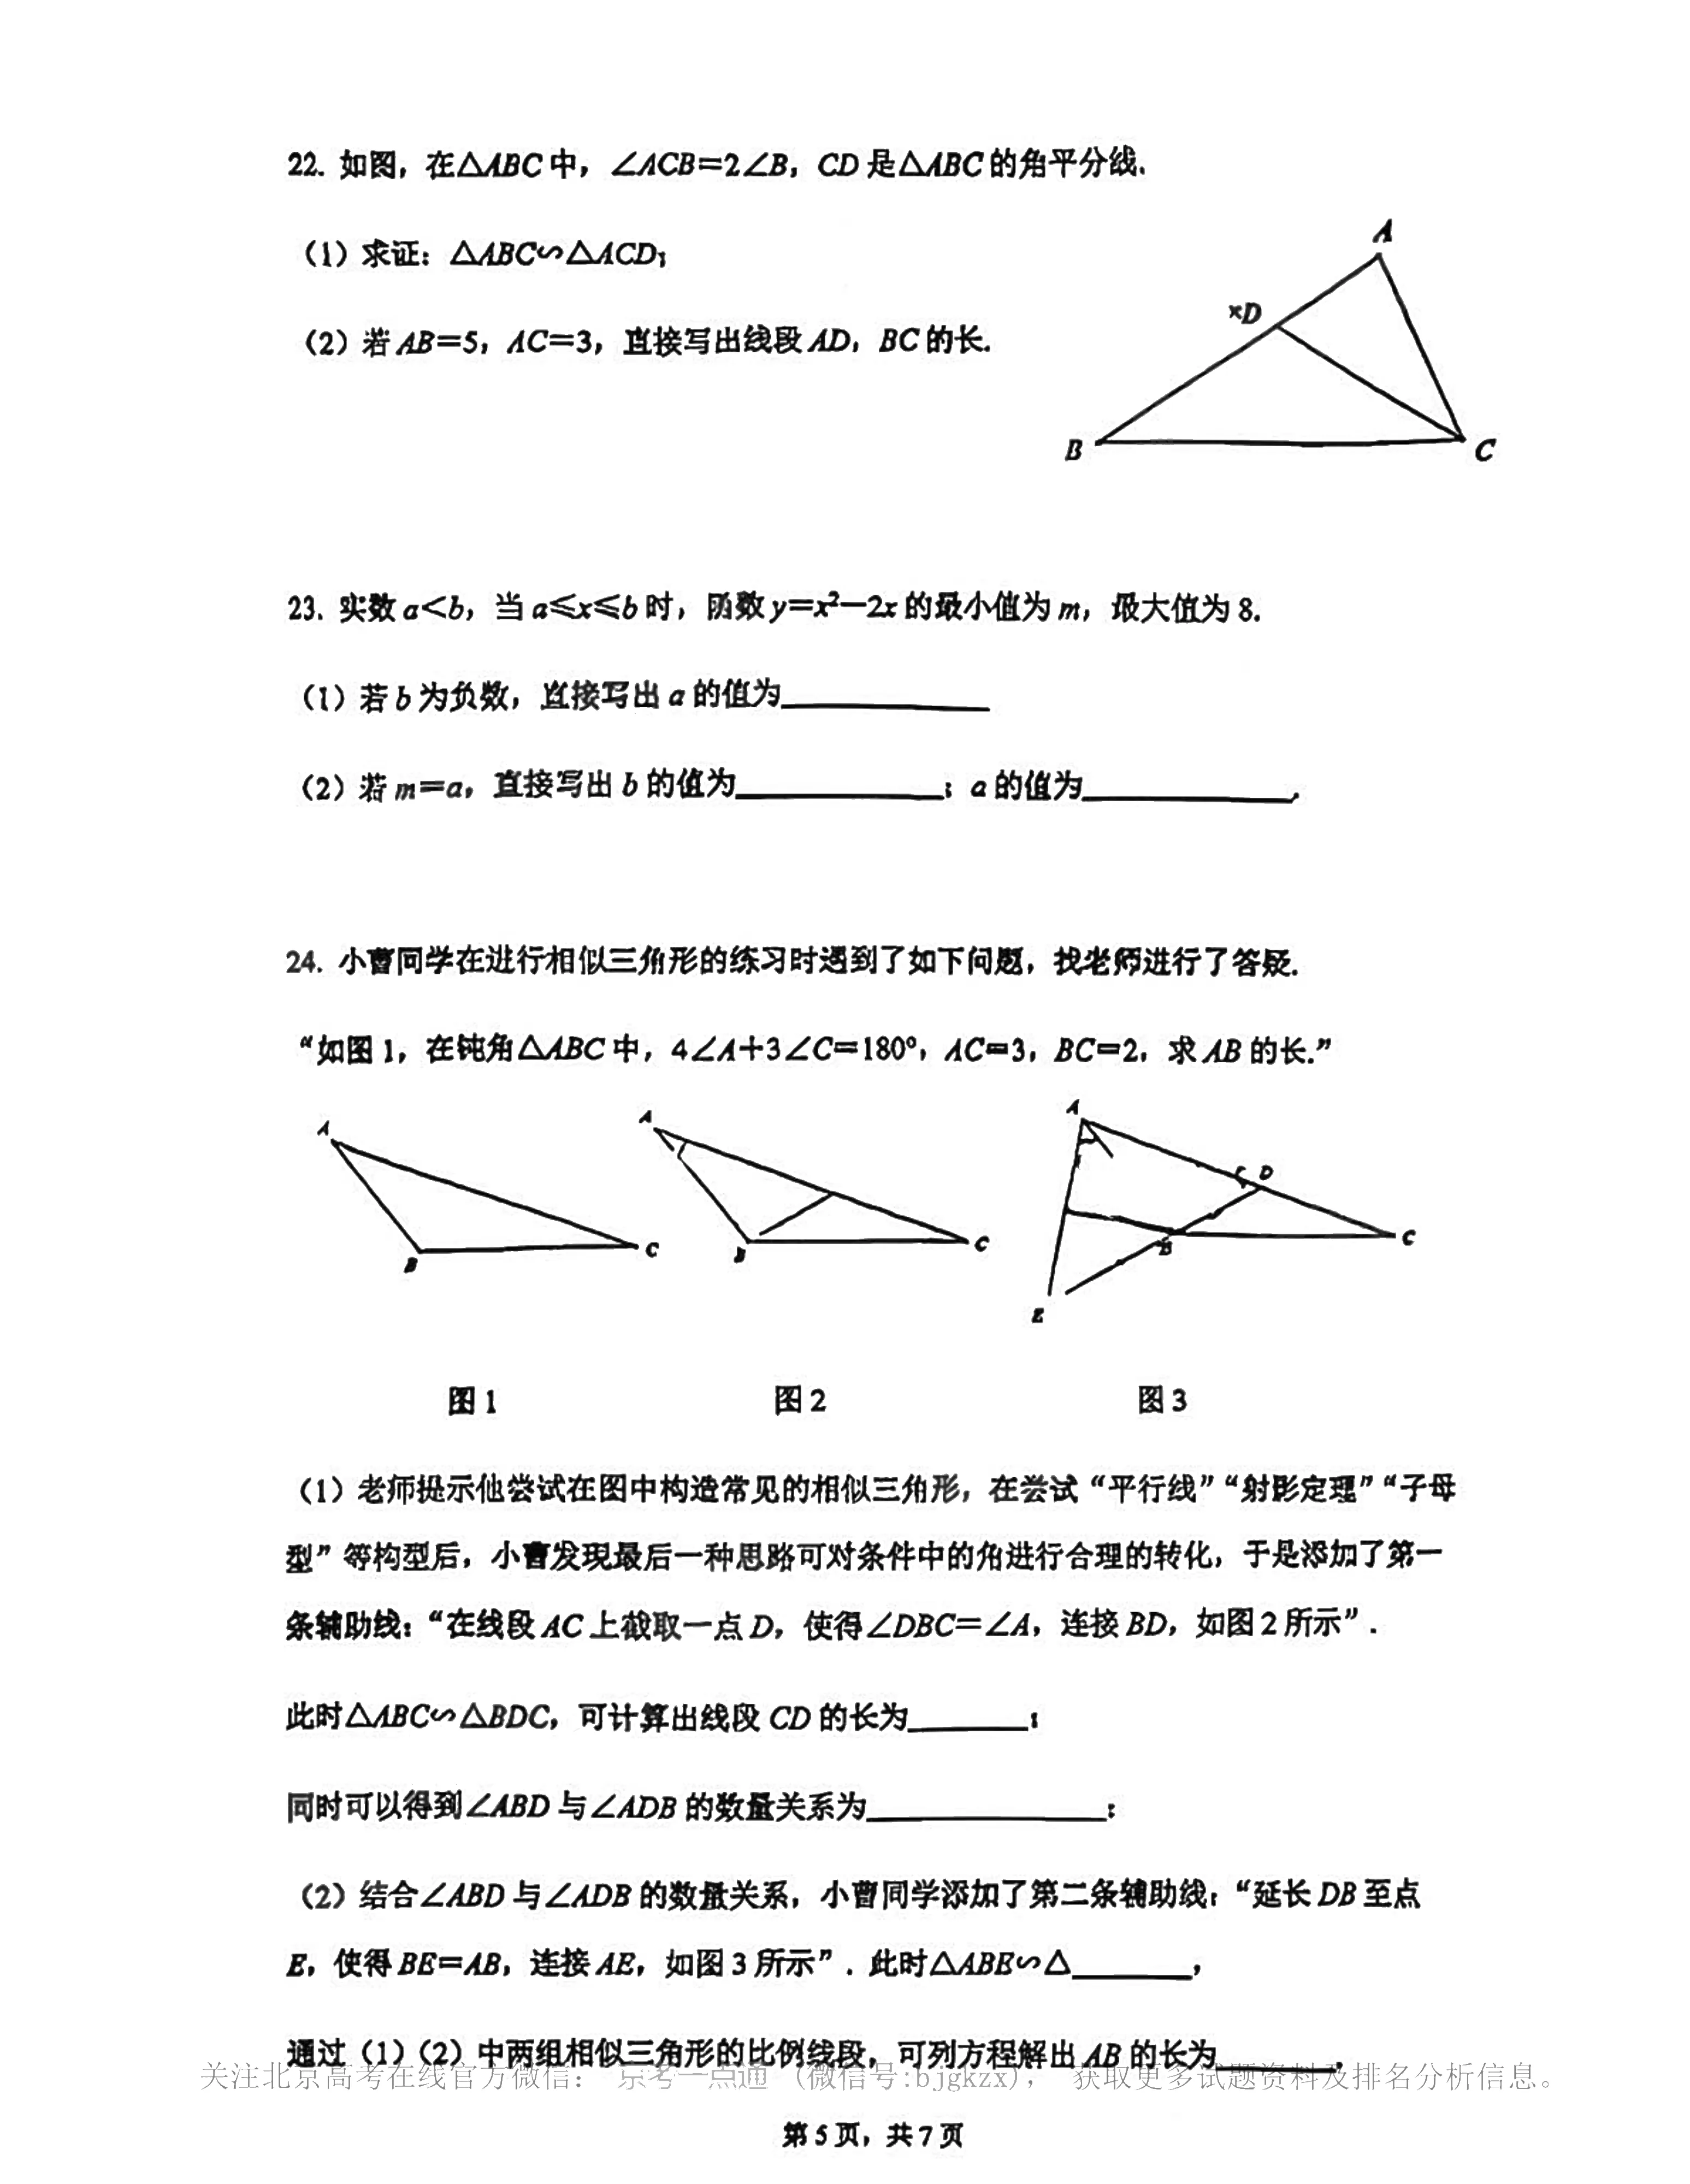 22. 如图，在△ABC中，∠ACB=2∠B，CD是△ABC的角平分线.
（1）求证：△ABC∽△ACD；
（2）若AB=5，AC=3，直接写出线段AD，BC的长.
A
×D
B
C
23. 实数a<b，当a≤x≤b时，函数y=x²-2x的最小值为m，最大值为8.
（1）若b为负数，直接写出a的值为
（2）若m=a，直接写出b的值为；a的值为.
24. 小曹同学在进行相似三角形的练习时遇到了如下问题，找老师进行了答疑.
“如图1，在钝角△ABC中，4∠A+3∠C=180°，AC=3，BC=2，求AB的长.”
A
B
C
A
B
C
A
D
B
C
E
图1
图2
图3
（1）老师提示他尝试在图中构造常见的相似三角形，在尝试“平行线”“射影定理”“子母
型”等构型后，小曹发现最后一种思路可对条件中的角进行合理的转化，于是添加了第一
条辅助线：“在线段AC上截取一点D，使得∠DBC=∠A，连接BD，如图2所示”.
此时△ABC∽△BDC，可计算出线段CD的长为；
同时可以得到∠ABD与∠ADB的数量关系为；
（2）结合∠ABD与∠ADB的数量关系，小曹同学添加了第二条辅助线：“延长DB至点
E，使得BE=AB，连接AE，如图3所示”. 此时△ABE∽△，
通过（1）（2）中两组相似三角形的比例线段，可列方程解出AB的长为.
关注北京高考在线官方微信：京考一点通（微信号:bjgkzx），获取更多试题资料及排名分析信息。
第5页，共7页